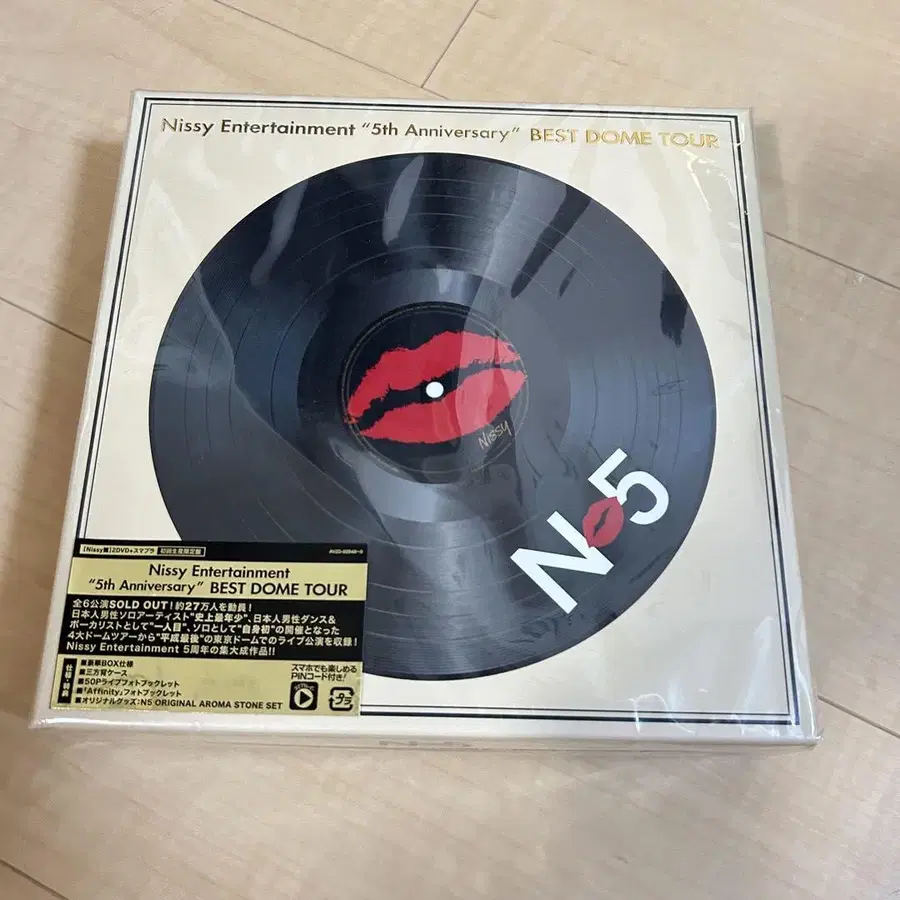 Nissy Entertainment "5th Anniversary" BEST DOME TOUR
Nissy
N 5
【Nissy盤】2DVD+スマプラ 初回生産限定盤
Nissy Entertainment
"5th Anniversary" BEST DOME TOUR
全6公演SOLD OUT！約27万人を動員！
日本人男性ソロアーティスト"史上最年少"、日本人男性ダンス&
ボーカリストとして"一人目"、ソロとして"自身初"の開催となった
4大ドームツアーから"平成最後"の東京ドームでのライブ公演を収録！
Nissy Entertainment 5周年の集大成作品!!
■豪華BOX仕様
■三方背ケース
■50Pライブフォトブックレット
■「Affinity」フォトブックレット
■オリジナルグッズ：N5 ORIGINAL AROMA STONE SET
スマホでも楽しめる
PINコード付き！
プラ
N 5